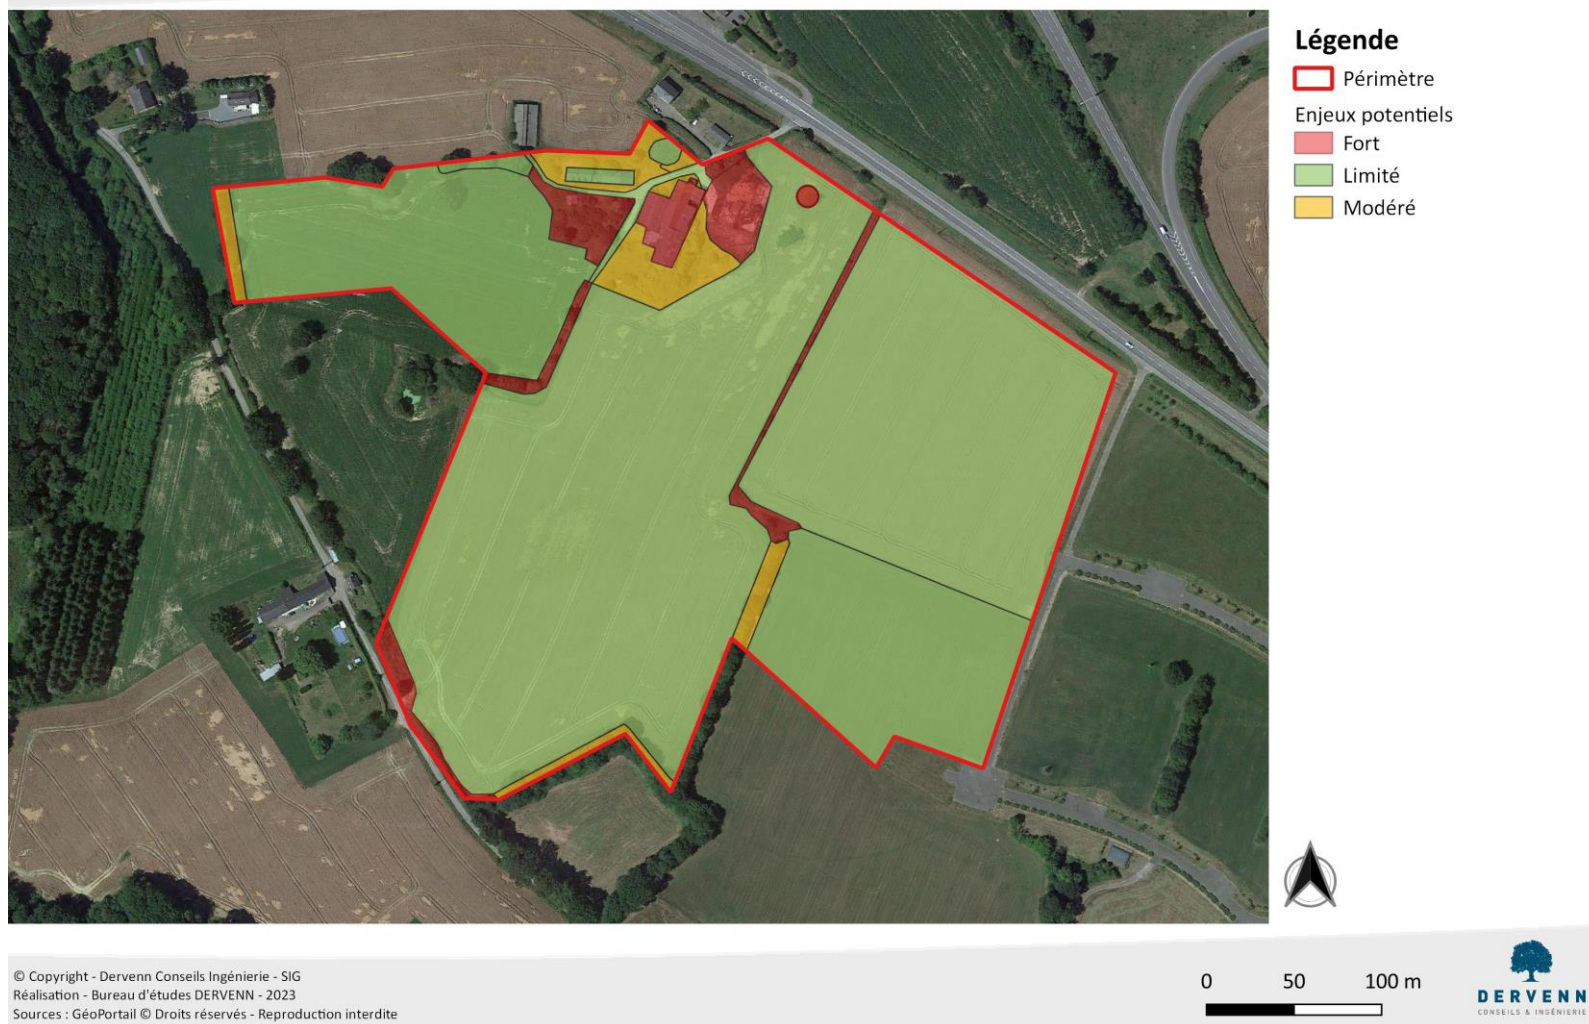 Légende
Périmètre
Enjeux potentiels
Fort
Limité
Modéré
© Copyright - Dervenn Conseils Ingénierie - SIG
Réalisation - Bureau d'études DERVENN - 2023
Sources : GéoPortail © Droits réservés - Reproduction interdite
0 50 100 m
DERVENN
CONSEILS & INGÉNIERIE